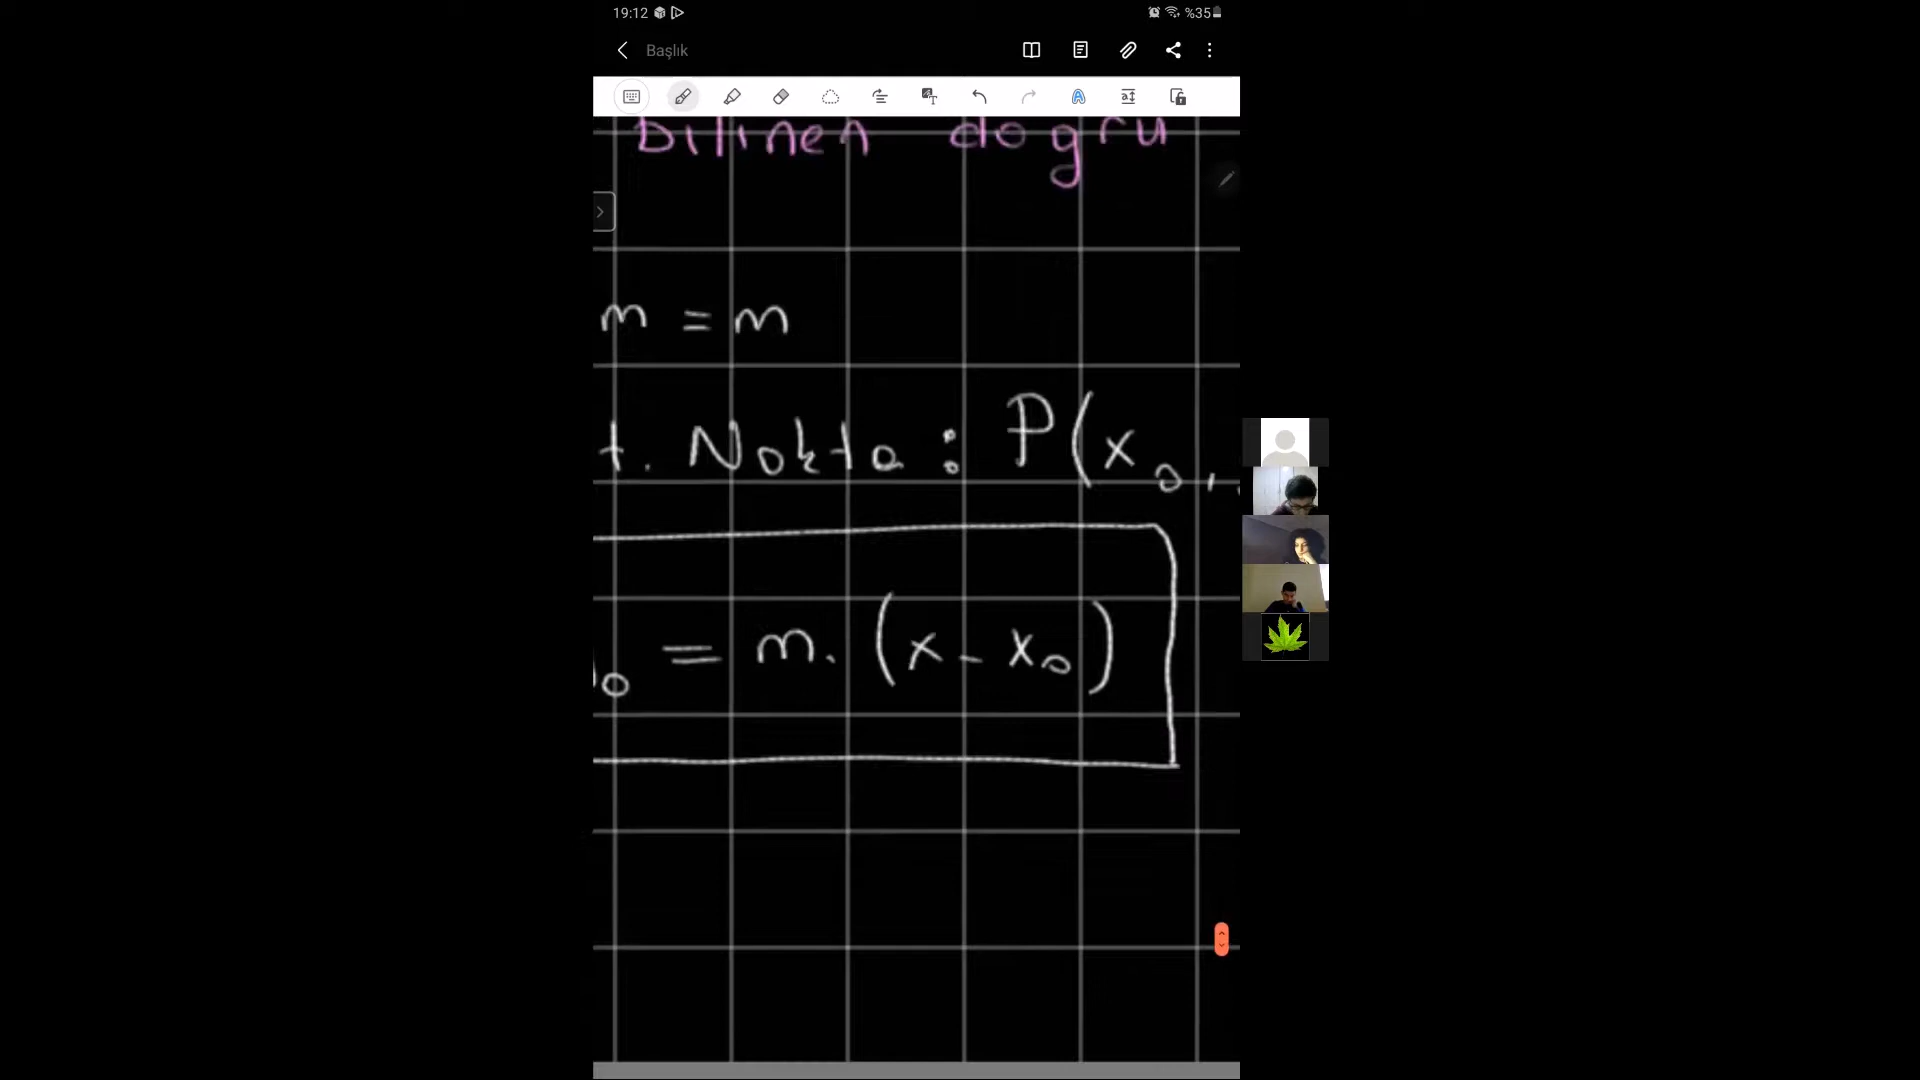 19:12 %35
Başlık
bilinen doğru
m = m
t. Nokta : P(x₀,
₀ = m. (x - x₀)